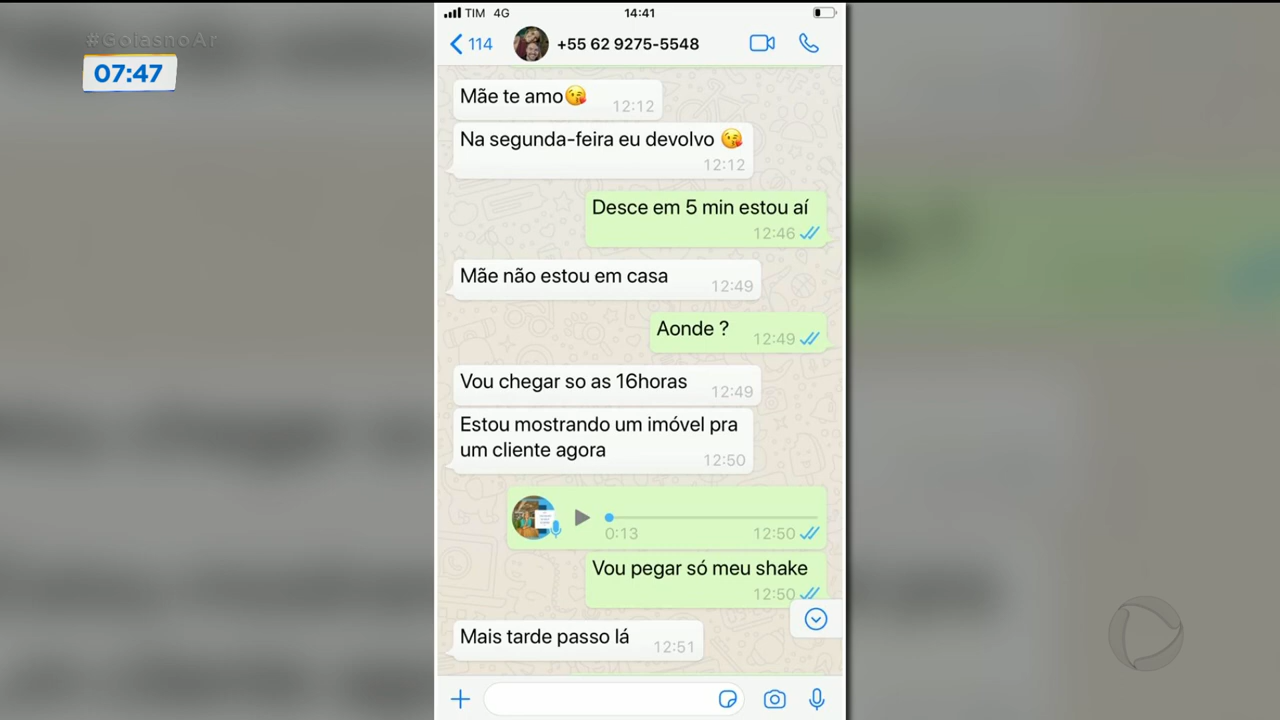 #GoiasnoAr
07:47
TIM 4G
14:41
114
+55 62 9275-5548
Mãe te amo😘
12:12
Na segunda-feira eu devolvo 😘
12:12
Desce em 5 min estou aí
12:46
Mãe não estou em casa
12:49
Aonde ?
12:49
Vou chegar so as 16horas
12:49
Estou mostrando um imóvel pra
um cliente agora
12:50
0:13
12:50
Vou pegar só meu shake
12:50
Mais tarde passo lá
12:51